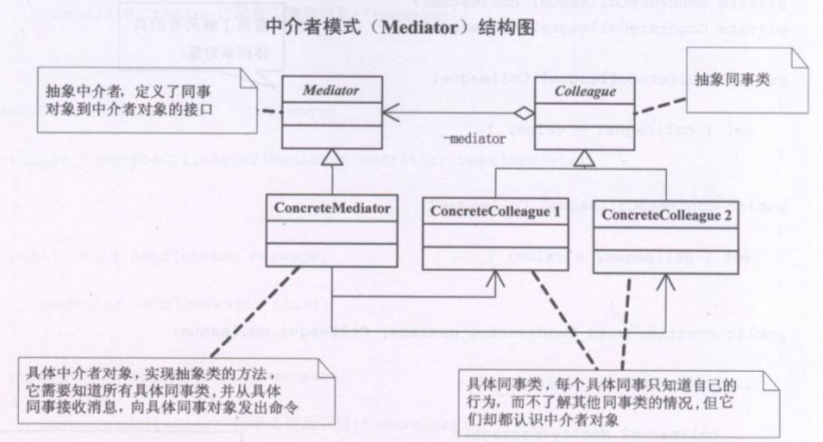 中介者模式（Mediator）结构图
抽象中介者，定义了同事
对象到中介者对象的接口
Mediator
Colleague
抽象同事类
-mediator
ConcreteMediator
ConcreteColleague 1
ConcreteColleague 2
具体中介者对象，实现抽象类的方法，
它需要知道所有具体同事类，并从具体
同事接收消息，向具体同事对象发出命令
具体同事类，每个具体同事只知道自己的
行为，而不了解其他同事类的情况，但它
们却都认识中介者对象